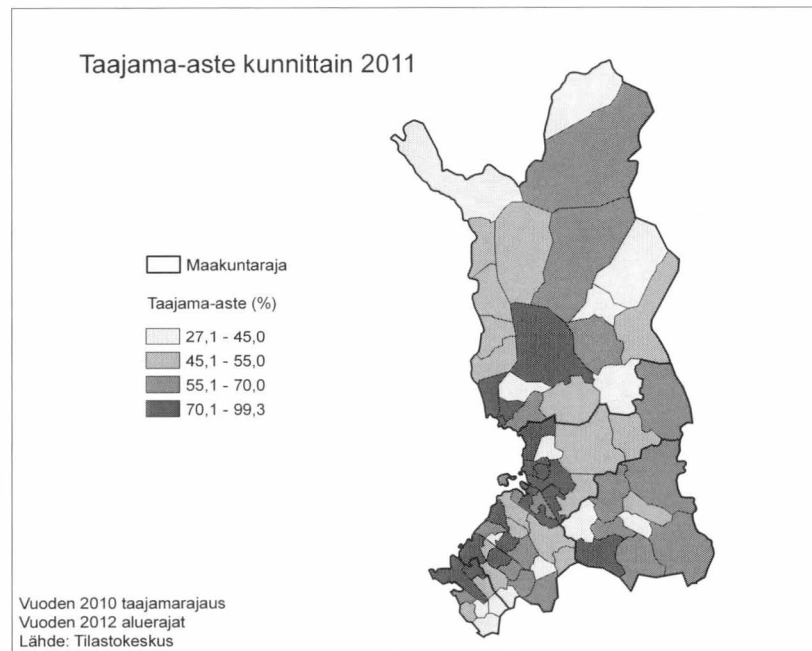 Taajama-aste kunnittain 2011
Maakuntaraja
Taajama-aste (%)
27,1 - 45,0
45,1 - 55,0
55,1 - 70,0
70,1 - 99,3
Vuoden 2010 taajamarajaus
Vuoden 2012 aluerajat
Lähde: Tilastokeskus